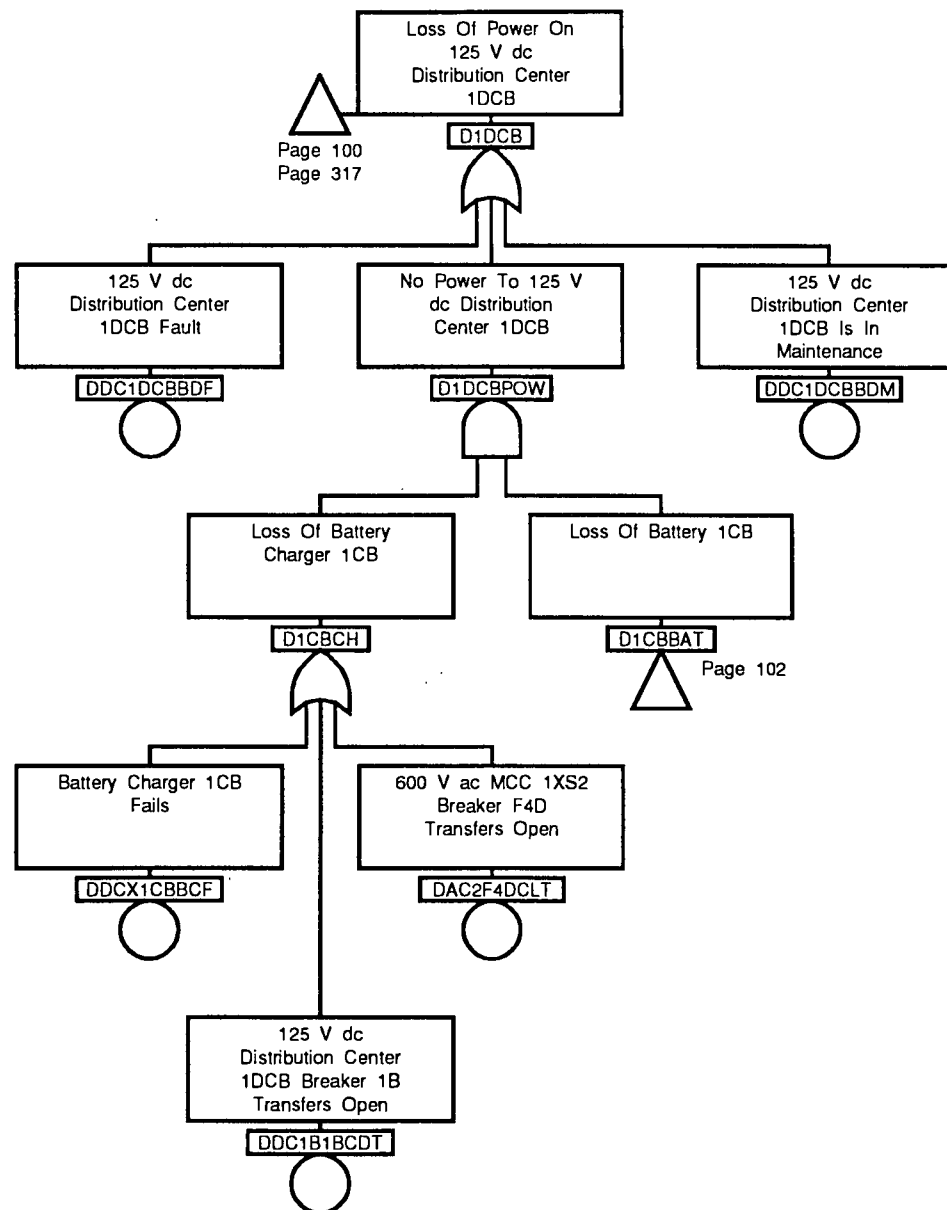 Loss Of Power On
125 V dc
Distribution Center
1DCB
D1DCB
Page 100
Page 317
125 V dc
Distribution Center
1DCB Fault
DDC1DCBBDF
No Power To 125 V
dc Distribution
Center 1DCB
D1DCBPOW
125 V dc
Distribution Center
1DCB Is In
Maintenance
DDC1DCBBDM
Loss Of Battery
Charger 1CB
D1CBCH
Loss Of Battery 1CB
D1CBBAT
Page 102
Battery Charger 1CB
Fails
DDCX1CBBCF
600 V ac MCC 1XS2
Breaker F4D
Transfers Open
DAC2F4DCLT
125 V dc
Distribution Center
1DCB Breaker 1B
Transfers Open
DDC1B1BCDT